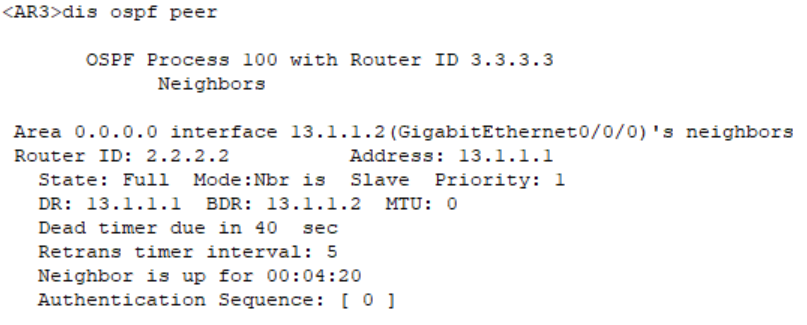 <AR3>dis ospf peer
OSPF Process 100 with Router ID 3.3.3.3
Neighbors
Area 0.0.0.0 interface 13.1.1.2(GigabitEthernet0/0/0)'s neighbors
Router ID: 2.2.2.2 Address: 13.1.1.1
State: Full Mode:Nbr is Slave Priority: 1
DR: 13.1.1.1 BDR: 13.1.1.2 MTU: 0
Dead timer due in 40 sec
Retrans timer interval: 5
Neighbor is up for 00:04:20
Authentication Sequence: [ 0 ]